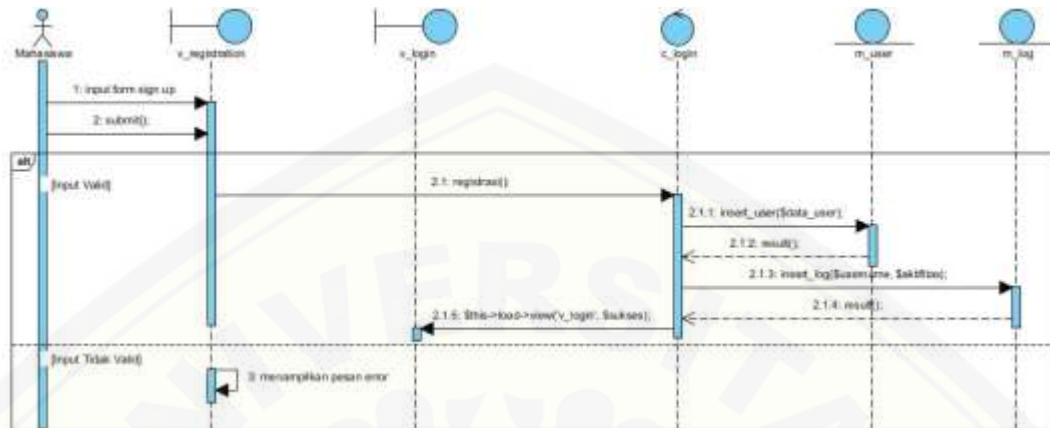 Mahasiswa
v_registration
v_login
c_login
m_user
m_log
1: input form sign up
2: submit();
alt
[Input Valid]
2.1: registrasi()
2.1.1: insert_user($data_user);
2.1.2: result();
2.1.3: insert_log($username, $aktifitas);
2.1.4: result();
2.1.5: $this->load->view('v_login', $sukses);
[Input Tidak Valid]
3: menampilkan pesan error
UNIVERSITA